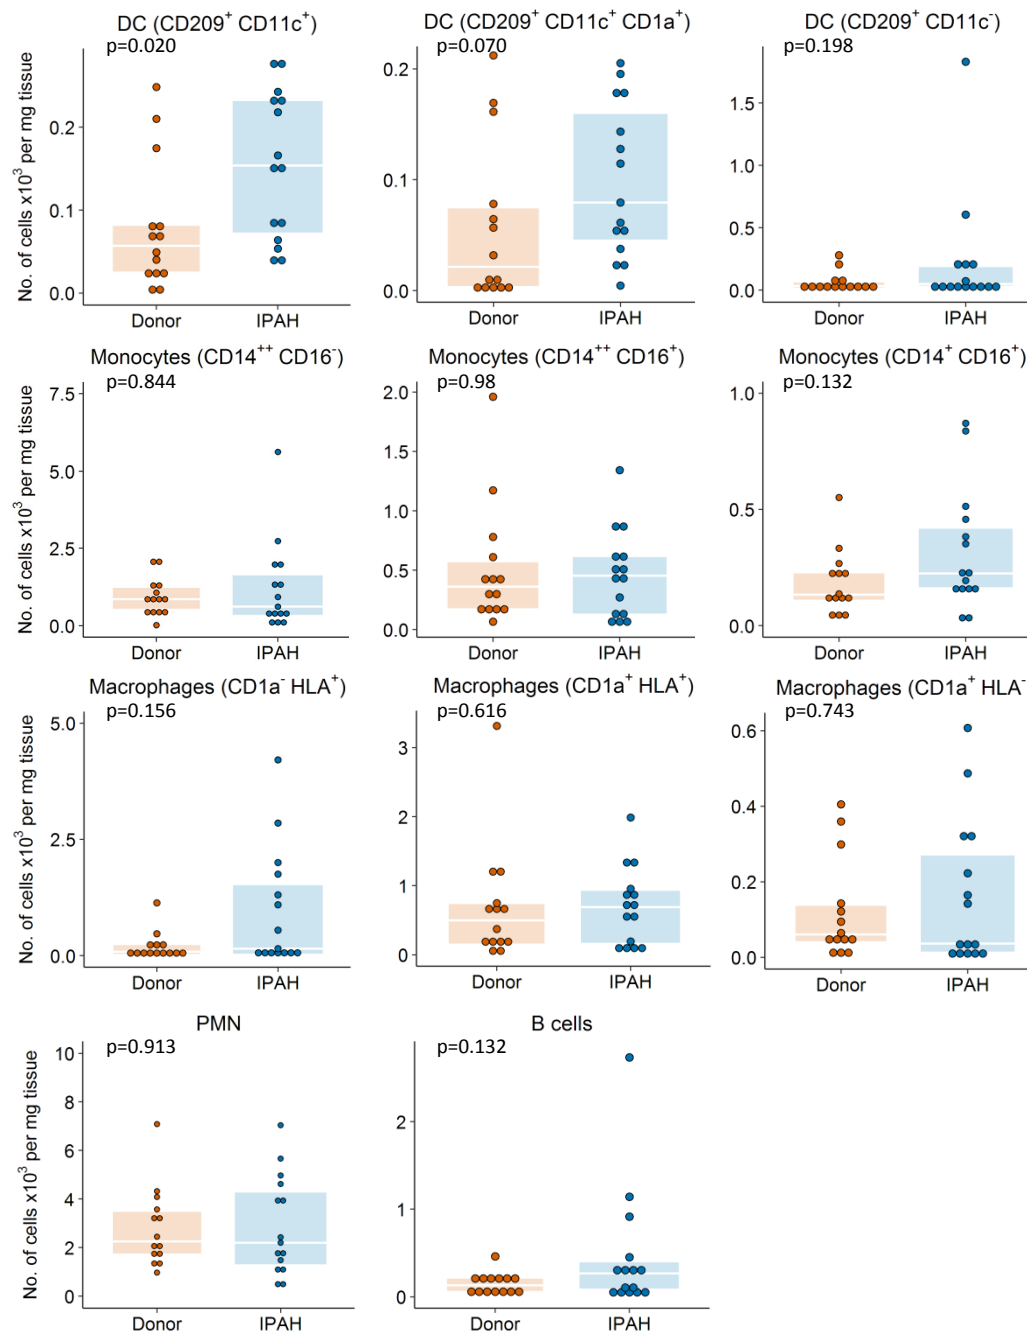 DC (CD209⁺ CD11c⁺)
DC (CD209⁺ CD11c⁺ CD1a⁺)
DC (CD209⁺ CD11c⁻)
p=0.020
p=0.070
p=0.198
No. of cells x10³ per mg tissue
0.2
0.1
0.0
0.2
0.1
0.0
1.5
1.0
0.5
0.0
Donor
IPAH
Donor
IPAH
Donor
IPAH
Monocytes (CD14⁺⁺ CD16⁻)
Monocytes (CD14⁺⁺ CD16⁺)
Monocytes (CD14⁺ CD16⁺)
p=0.844
p=0.98
p=0.132
No. of cells x10³ per mg tissue
7.5
5.0
2.5
0.0
2.0
1.5
1.0
0.5
0.0
1.0
0.5
0.0
Donor
IPAH
Donor
IPAH
Donor
IPAH
Macrophages (CD1a⁻ HLA⁺)
Macrophages (CD1a⁺ HLA⁺)
Macrophages (CD1a⁺ HLA⁻
p=0.156
p=0.616
p=0.743
No. of cells x10³ per mg tissue
5.0
2.5
0.0
3
2
1
0
0.6
0.4
0.2
0.0
Donor
IPAH
Donor
IPAH
Donor
IPAH
PMN
B cells
p=0.913
p=0.132
No. of cells x10³ per mg tissue
10
8
6
4
2
0
2
1
0
Donor
IPAH
Donor
IPAH